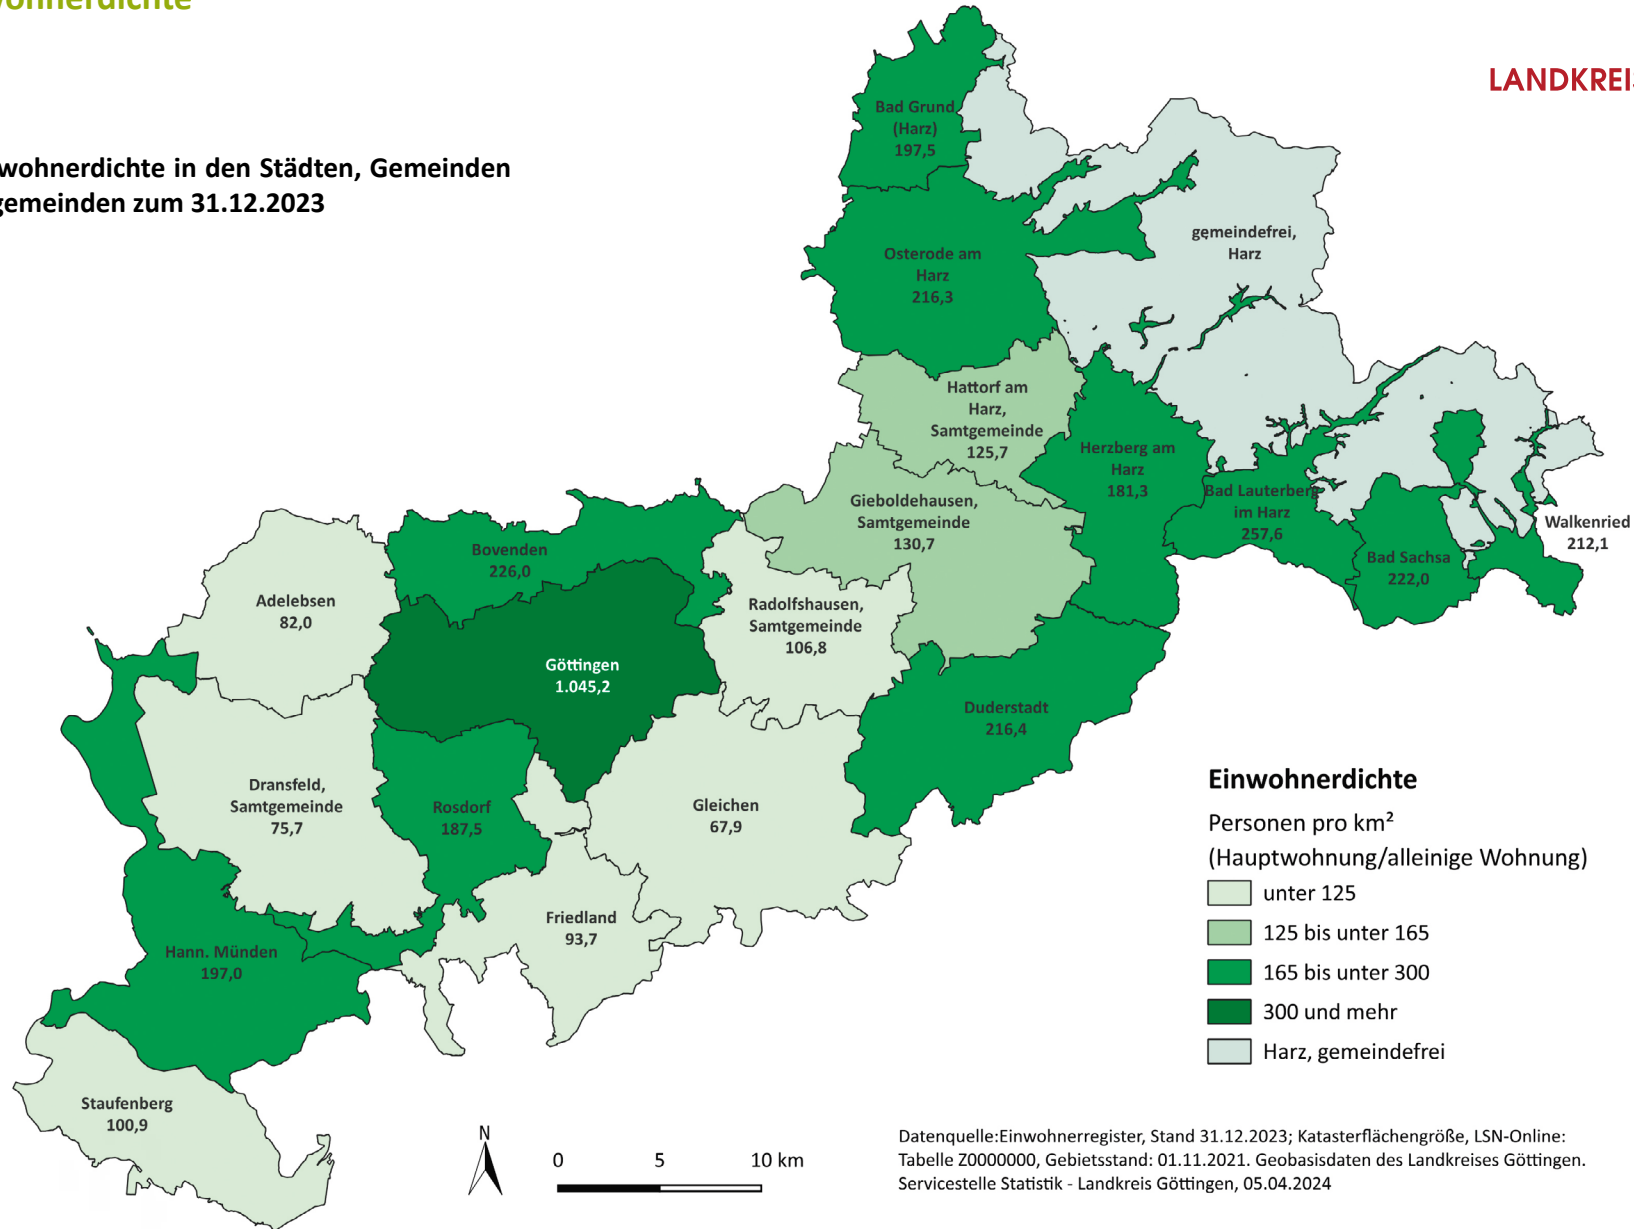 wohnerdichte
LANDKREIS
wohnerdichte in den Städten, Gemeinden
gemeinden zum 31.12.2023
Bad Grund
(Harz)
197,5
gemeindefrei,
Harz
Osterode am
Harz
216,3
Hattorf am
Harz,
Samtgemeinde
125,7
Herzberg am
Harz
181,3
Bad Lauterberg
im Harz
257,6
Gieboldehausen,
Samtgemeinde
130,7
Walkenried
212,1
Bad Sachsa
222,0
Bovenden
226,0
Adelebsen
82,0
Radolfshausen,
Samtgemeinde
106,8
Göttingen
1.045,2
Duderstadt
216,4
Dransfeld,
Samtgemeinde
75,7
Rosdorf
187,5
Gleichen
67,9
Friedland
93,7
Hann. Münden
197,0
Staufenberg
100,9
Einwohnerdichte
Personen pro km²
(Hauptwohnung/alleinige Wohnung)
unter 125
125 bis unter 165
165 bis unter 300
300 und mehr
Harz, gemeindefrei
N
0 5 10 km
Datenquelle:Einwohnerregister, Stand 31.12.2023; Katasterflächengröße, LSN-Online:
Tabelle Z0000000, Gebietsstand: 01.11.2021. Geobasisdaten des Landkreises Göttingen.
Servicestelle Statistik - Landkreis Göttingen, 05.04.2024